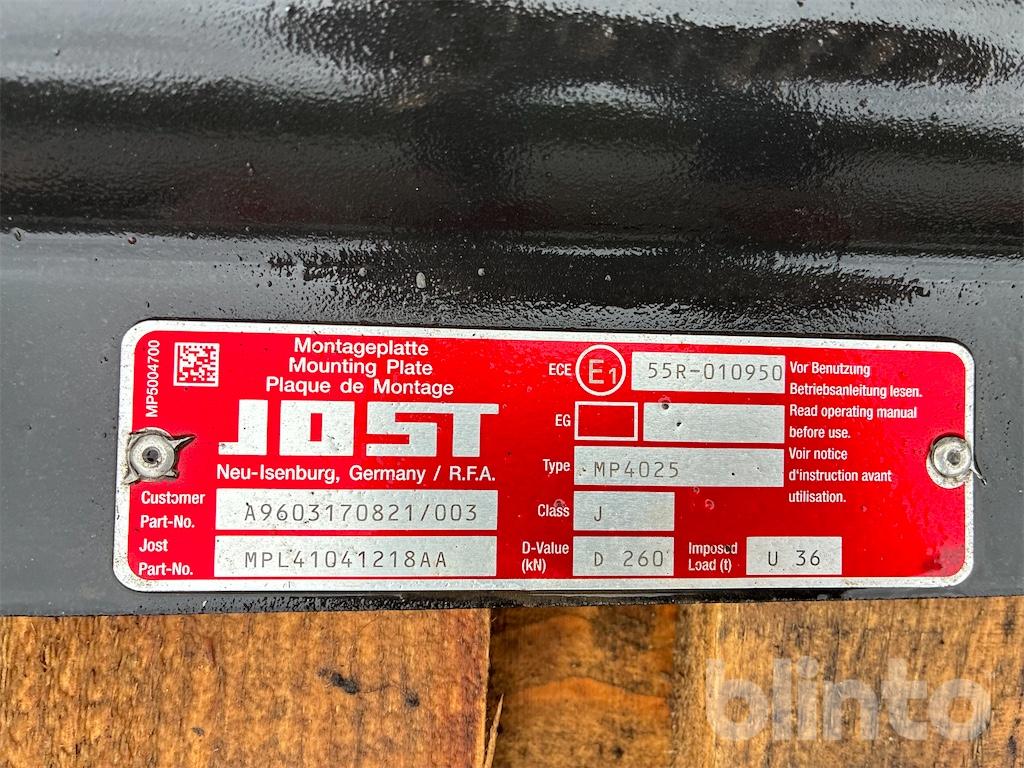 MP5004700
Montageplatte
Mounting Plate
Plaque de Montage
JOST
Neu-Isenburg, Germany / R.F.A.
Customer
Part-No. A9603170821/003
Jost
Part-No. MPL41041218AA
ECE E1 55R-010950
EG
Type MP4025
Class J
D-Value
(kN) D 260
Imposed
Load (t) U 36
Vor Benutzung
Betriebsanleitung lesen.
Read operating manual
before use.
Voir notice
d'instruction avant
utilisation.
blinto